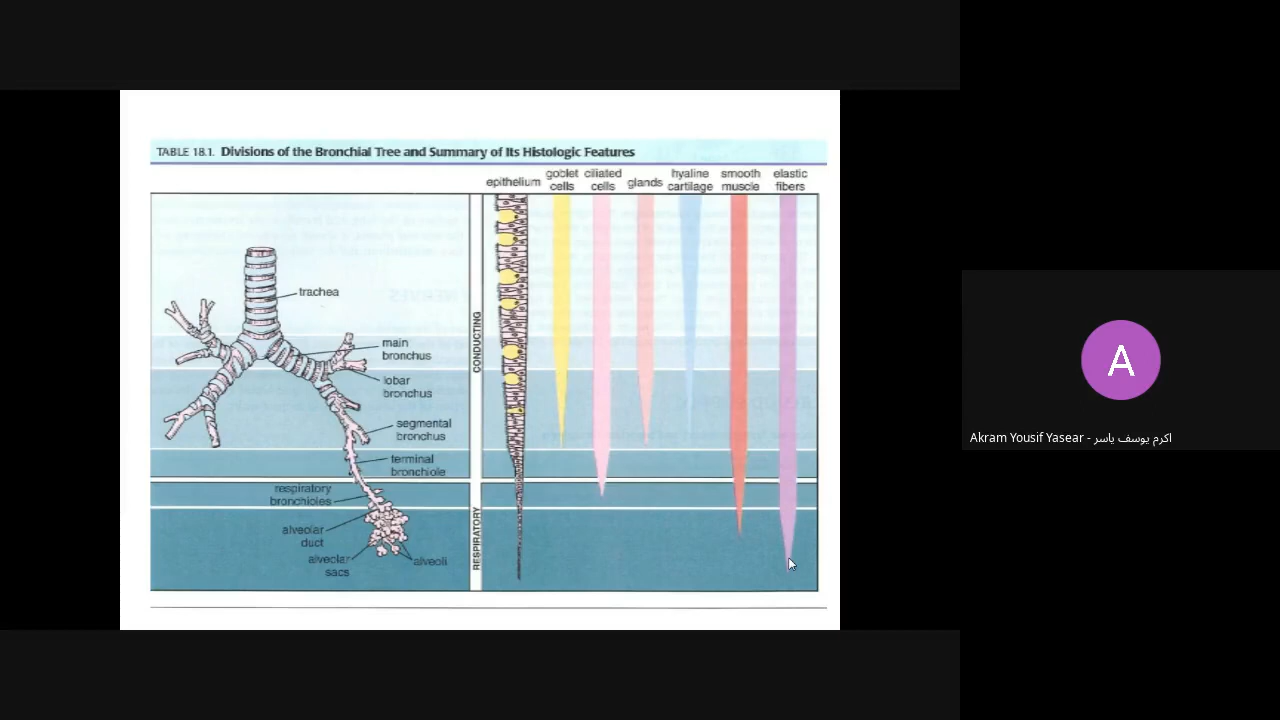 TABLE 18.1. Divisions of the Bronchial Tree and Summary of Its Histologic Features
epithelium
goblet
cells
ciliated
cells
glands
hyaline
cartilage
smooth
muscle
elastic
fibers
trachea
main
bronchus
lobar
bronchus
segmental
bronchus
terminal
bronchiole
respiratory
bronchioles
alveolar
duct
alveolar
sacs
alveoli
CONDUCTING
RESPIRATORY
NERVES
A
Akram Yousif Yasear - اكرم يوسف ياسر